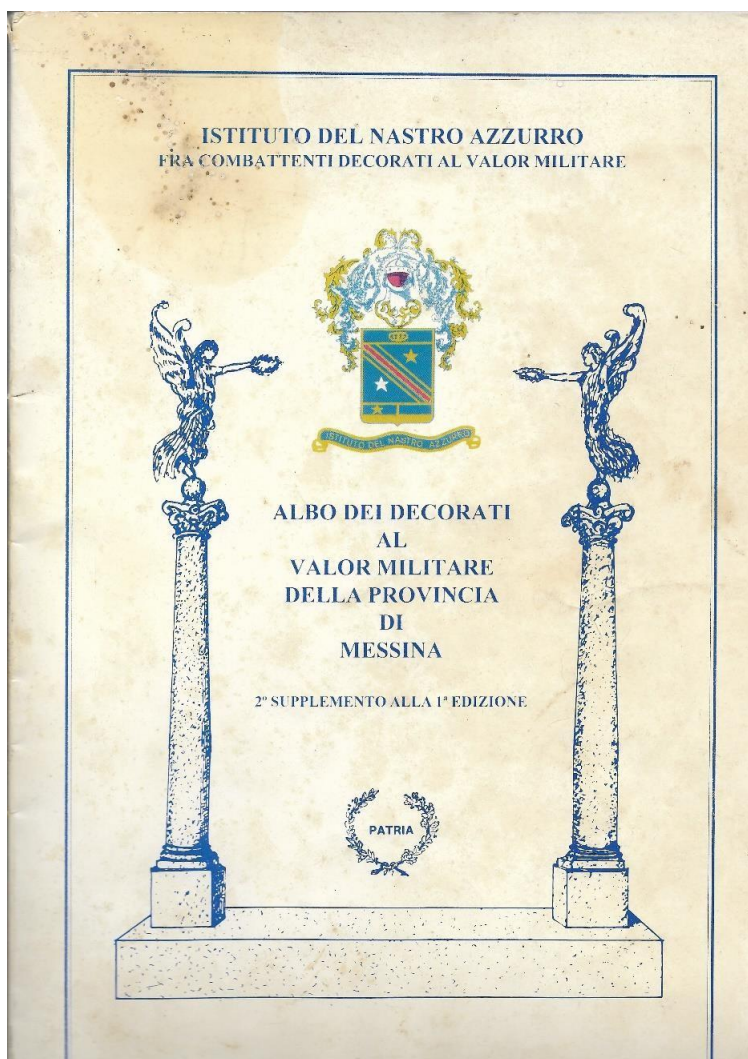 ISTITUTO DEL NASTRO AZZURRO
FRA COMBATTENTI DECORATI AL VALOR MILITARE
ISTITUTO DEL NASTRO AZZURRO
ALBO DEI DECORATI
AL
VALOR MILITARE
DELLA PROVINCIA
DI
MESSINA
2º SUPPLEMENTO ALLA 1ª EDIZIONE
PATRIA